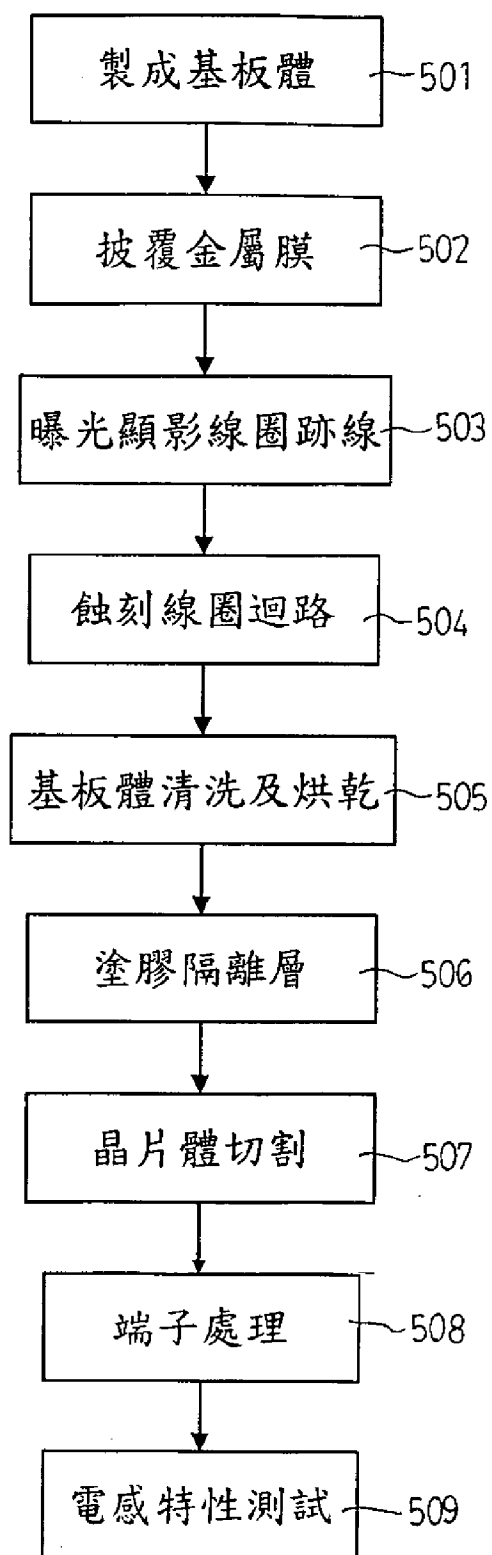 製成基板體 501
披覆金屬膜 502
曝光顯影線圈跡線 503
蝕刻線圈迴路 504
基板體清洗及烘乾 505
塗膠隔離層 506
晶片體切割 507
端子處理 508
電感特性測試 509